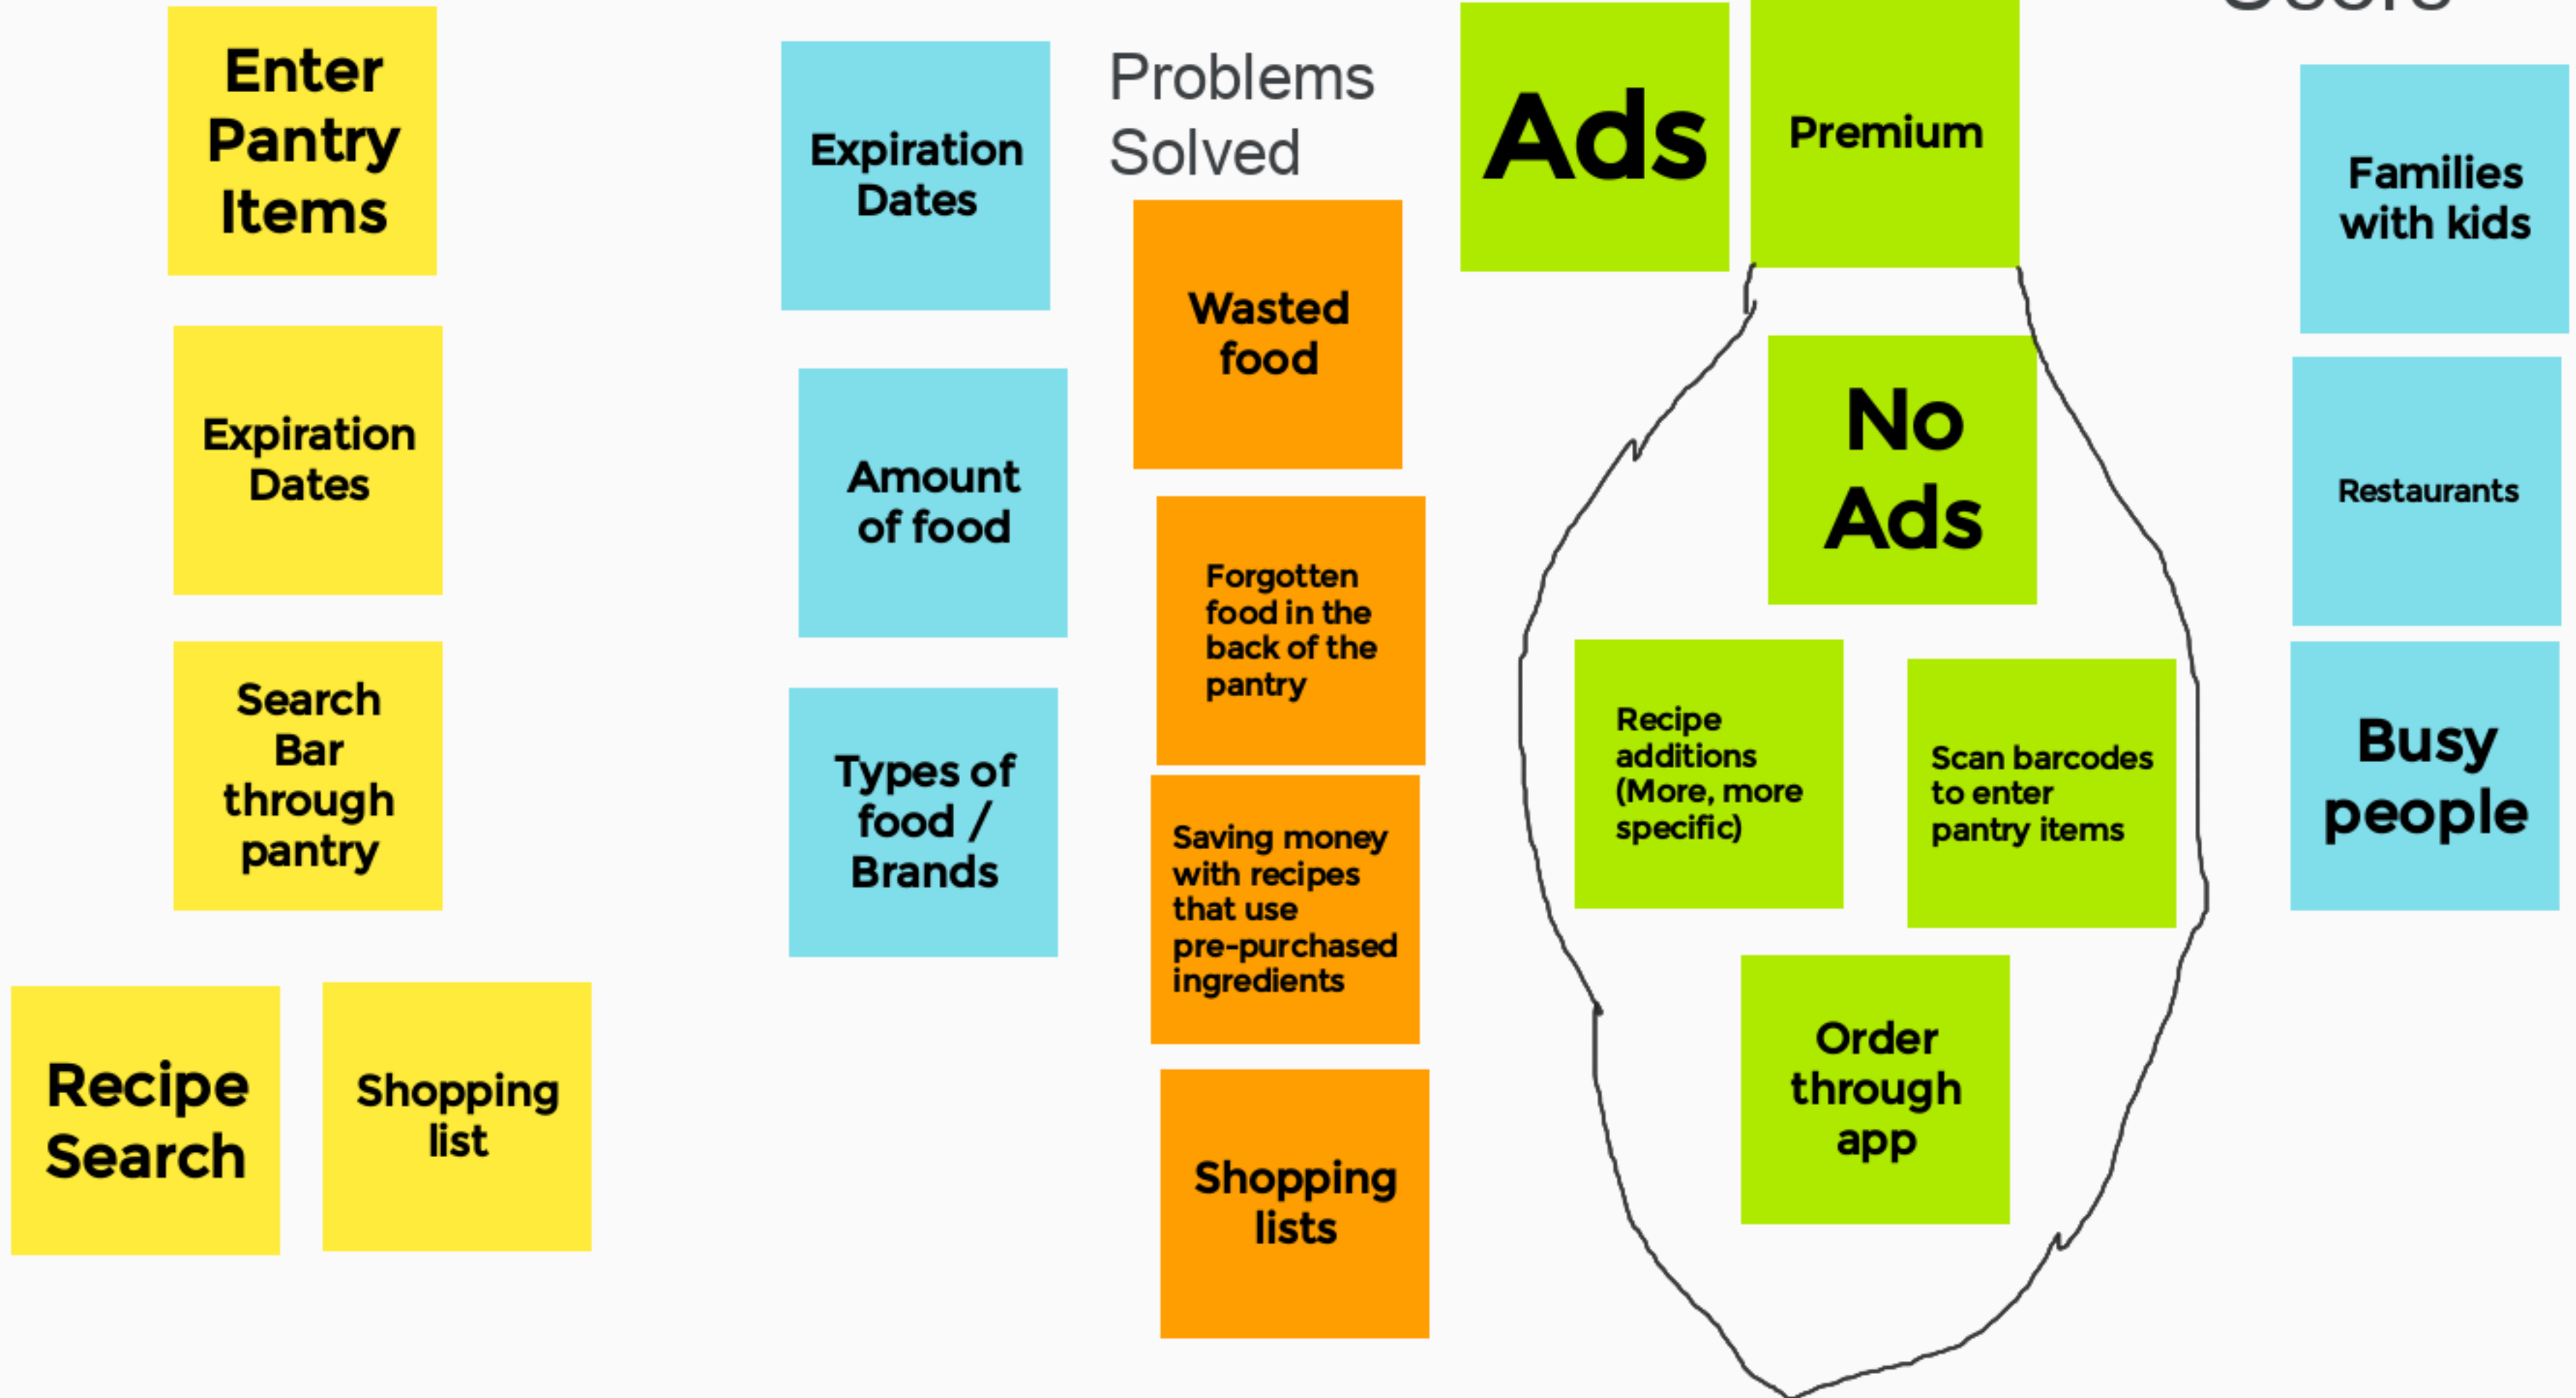 Enter
Pantry
Items
Expiration
Dates
Search
Bar
through
pantry
Recipe
Search
Shopping
list
Expiration
Dates
Amount
of food
Types of
food /
Brands
Problems
Solved
Wasted
food
Forgotten
food in the
back of the
pantry
Saving money
with recipes
that use
pre-purchased
ingredients
Shopping
lists
Ads
Premium
No
Ads
Recipe
additions
(More, more
specific)
Scan barcodes
to enter
pantry items
Order
through
app
Families
with kids
Restaurants
Busy
people